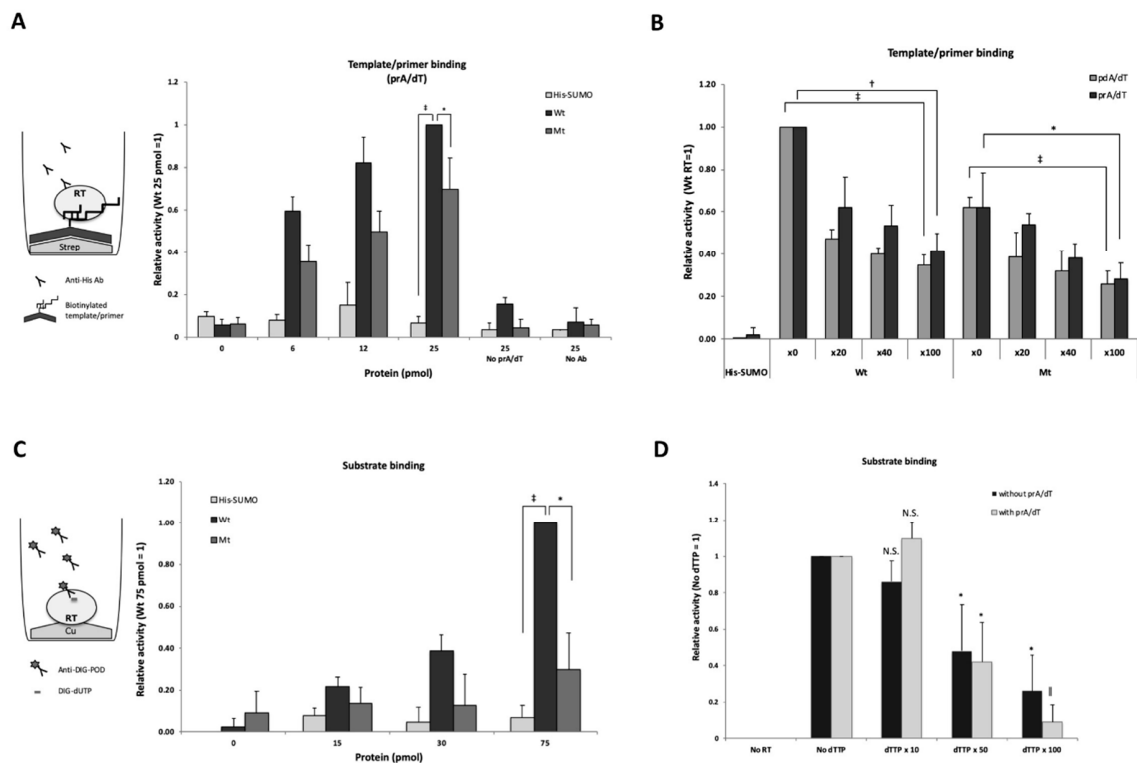 A
Template/primer binding
(prA/dT)
His-SUMO
Wt
Mt
‡
*
Relative activity (Wt 25 pmol =1)
1.2
1
0.8
0.6
0.4
0.2
0
0
6
12
25
25
No prA/dT
25
No Ab
Protein (pmol)
RT
Strep
Anti-His Ab
Biotinylated
template/primer
B
Template/primer binding
pdA/dT
prA/dT
†
‡
*
‡
Relative activity (Wt RT=1)
1.20
1.00
0.80
0.60
0.40
0.20
0.00
x0
x20
x40
x100
x0
x20
x40
x100
His-SUMO
Wt
Mt
C
Substrate binding
His-SUMO
Wt
Mt
‡
*
Relative activity (Wt 75 pmol = 1)
1.00
0.80
0.60
0.40
0.20
0.00
0
15
30
75
Protein (pmol)
RT
Cu
Anti-DIG-POD
DIG-dUTP
D
Substrate binding
without prA/dT
with prA/dT
N.S.
N.S.
*
*
*
‖
Relative activity (No dTTP = 1)
1.4
1.2
1
0.8
0.6
0.4
0.2
0
No RT
No dTTP
dTTP x 10
dTTP x 50
dTTP x 100